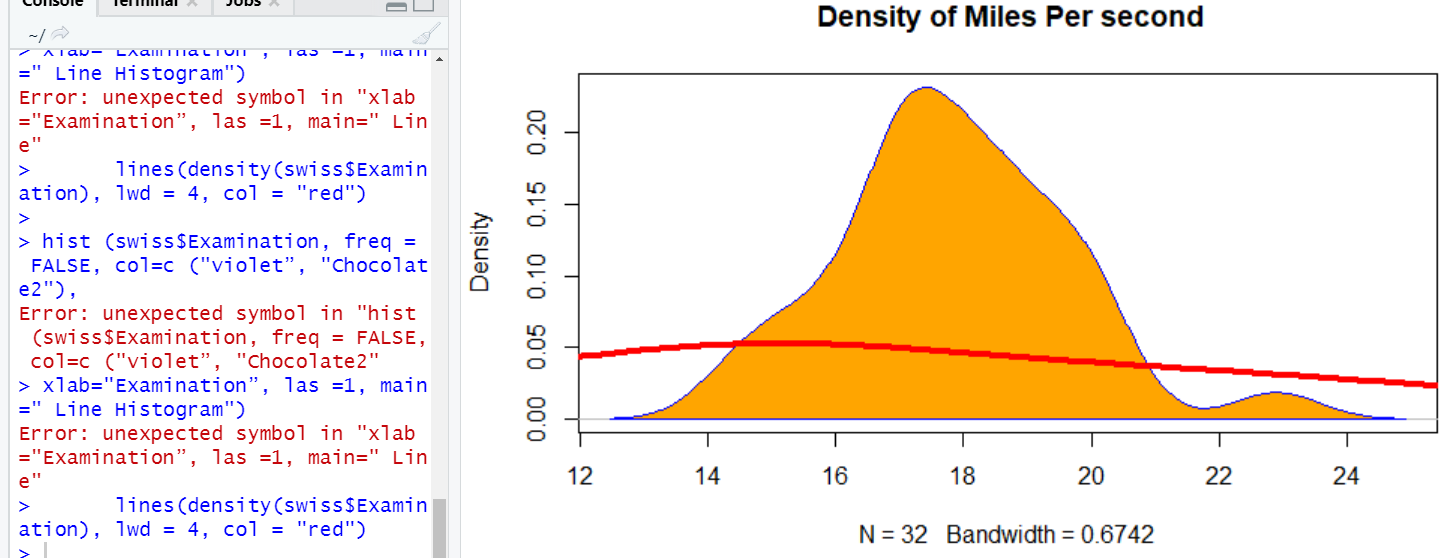 Console Terminal Jobs
~/
> xlab="Examination", las =1, main
=" Line Histogram")
Error: unexpected symbol in "xlab
="Examination”, las =1, main=" Lin
e"
> lines(density(swiss$Examin
ation), lwd = 4, col = "red")
>
> hist (swiss$Examination, freq =
FALSE, col=c ("violet”, "Chocolat
e2"),
Error: unexpected symbol in "hist
(swiss$Examination, freq = FALSE,
col=c ("violet”, "Chocolate2"
> xlab="Examination”, las =1, main
=" Line Histogram")
Error: unexpected symbol in "xlab
="Examination”, las =1, main=" Lin
e"
> lines(density(swiss$Examin
ation), lwd = 4, col = "red")
>
Density of Miles Per second
Density
0.20
0.15
0.10
0.05
0.00
12 14 16 18 20 22 24
N = 32 Bandwidth = 0.6742